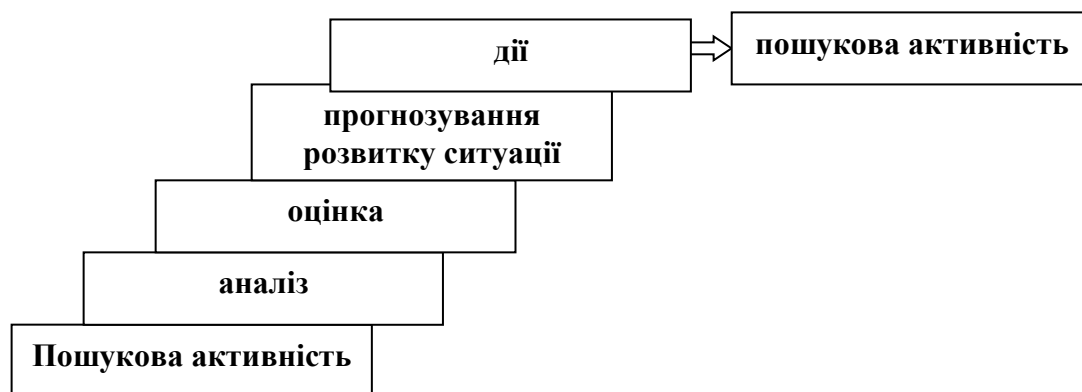 дії
пошукова активність
прогнозування
розвитку ситуації
оцінка
аналіз
Пошукова активність